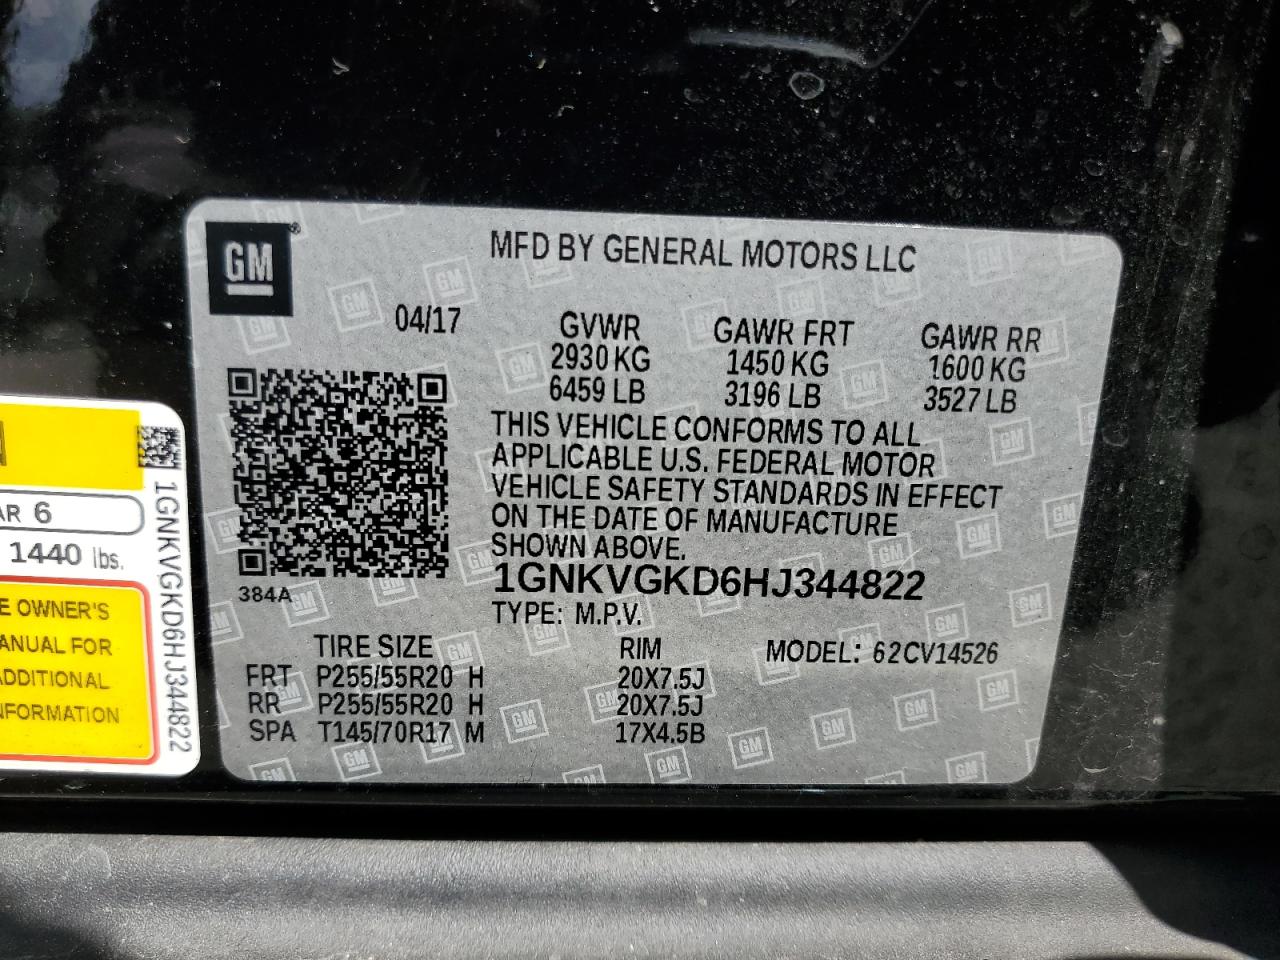 GM
MFD BY GENERAL MOTORS LLC
04/17
GVWR GAWR FRT GAWR RR
2930 KG 1450 KG 1600 KG
6459 LB 3196 LB 3527 LB
THIS VEHICLE CONFORMS TO ALL
APPLICABLE U.S. FEDERAL MOTOR
VEHICLE SAFETY STANDARDS IN EFFECT
ON THE DATE OF MANUFACTURE
SHOWN ABOVE.
384A
1GNKVGKD6HJ344822
TYPE: M.P.V.
TIRE SIZE RIM MODEL: 62CV14526
FRT P255/55R20 H 20X7.5J
RR P255/55R20 H 20X7.5J
SPA T145/70R17 M 17X4.5B
AR 6
1440 lbs.
E OWNER'S
ANUAL FOR
ADDITIONAL
NFORMATION
1GNKVGKD6HJ344822